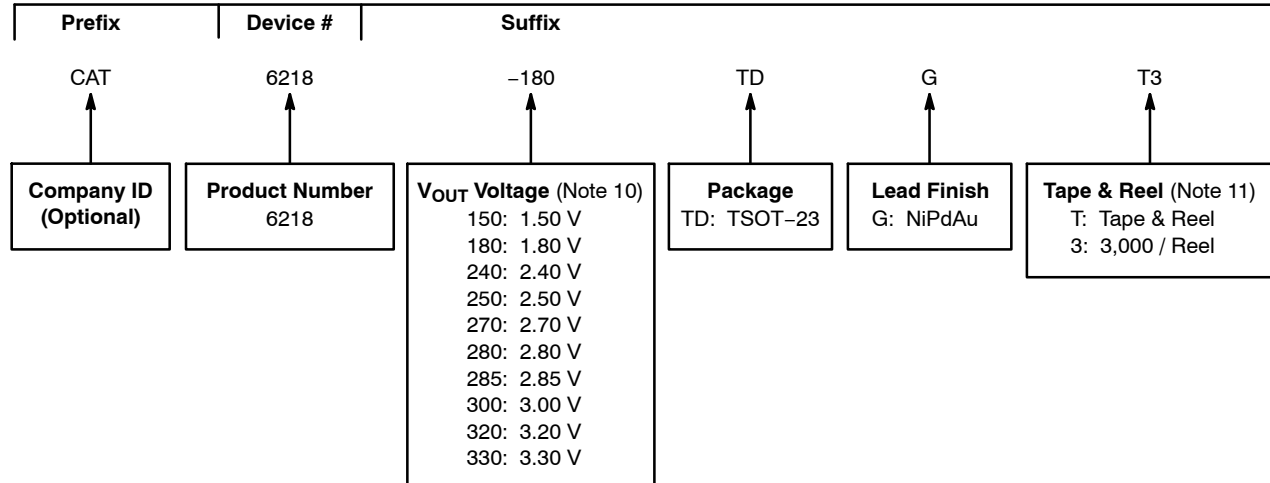 Prefix Device # Suffix
CAT 6218 −180 TD G T3
Company ID
(Optional)
Product Number
6218
VOUT Voltage (Note 10)
150: 1.50 V
180: 1.80 V
240: 2.40 V
250: 2.50 V
270: 2.70 V
280: 2.80 V
285: 2.85 V
300: 3.00 V
320: 3.20 V
330: 3.30 V
Package
TD: TSOT−23
Lead Finish
G: NiPdAu
Tape & Reel (Note 11)
T: Tape & Reel
3: 3,000 / Reel